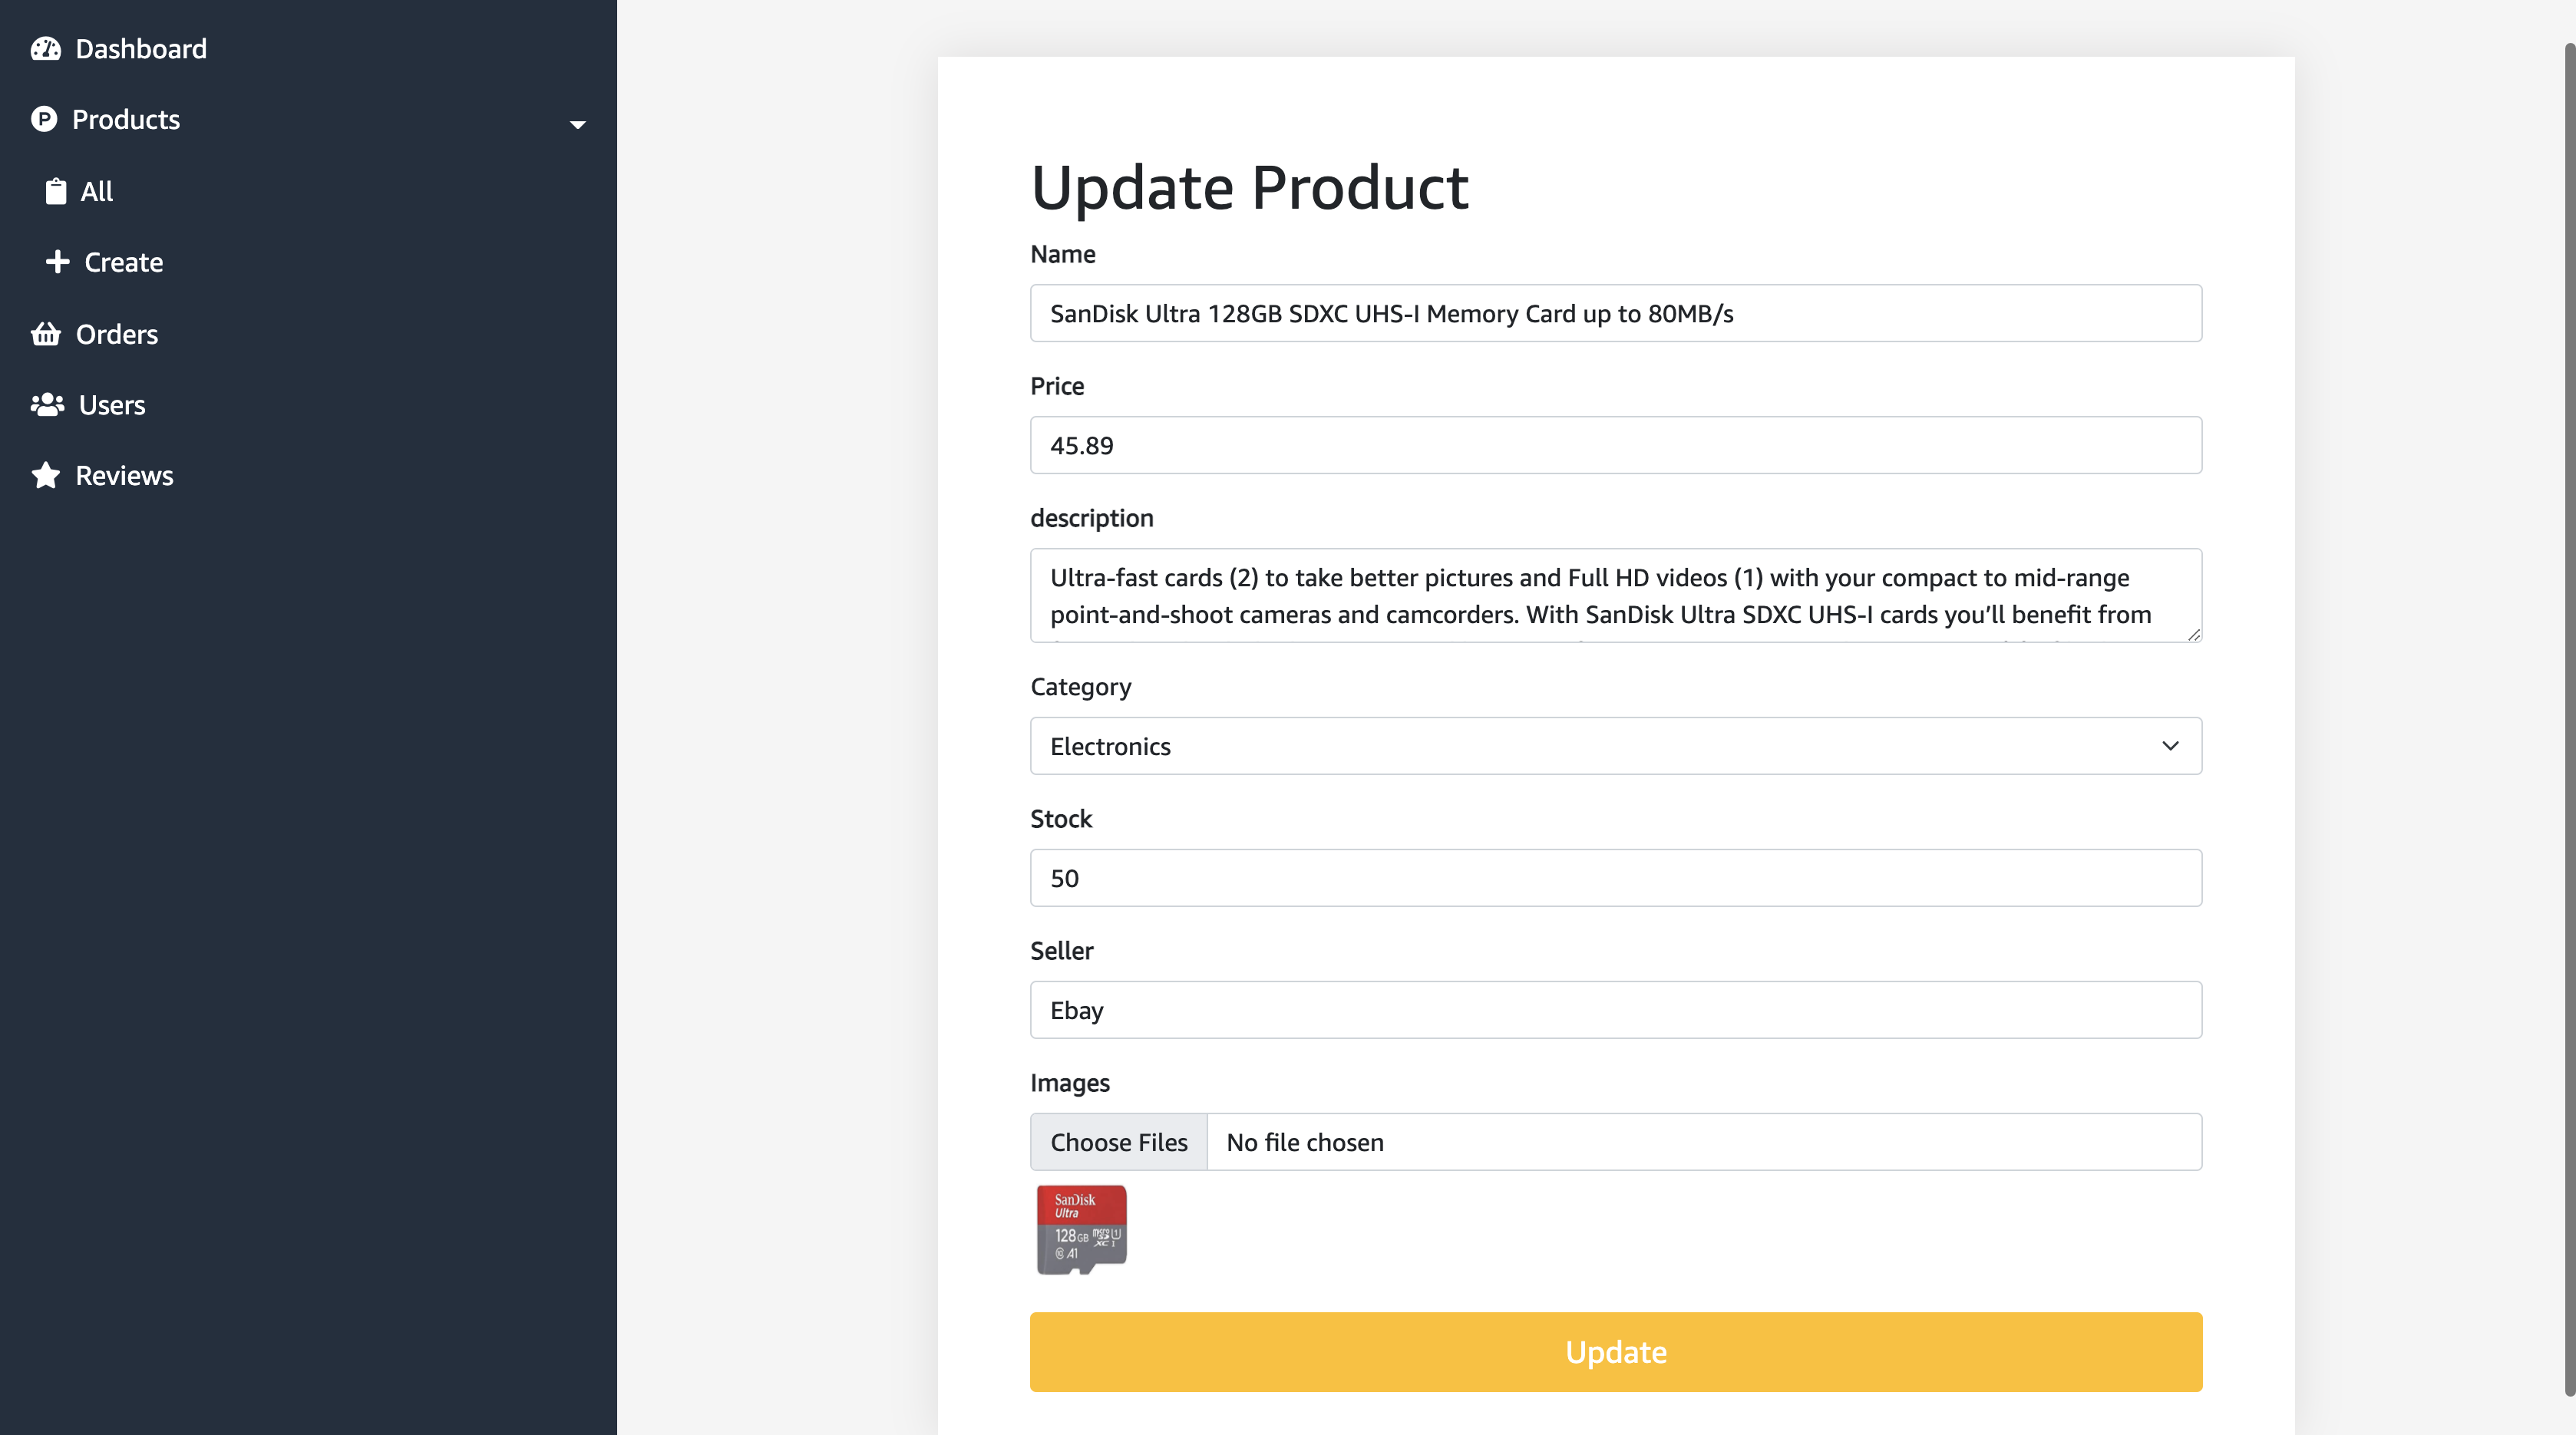 Dashboard
Products
All
Create
Orders
Users
Reviews
Update Product
Name
SanDisk Ultra 128GB SDXC UHS-I Memory Card up to 80MB/s
Price
45.89
description
Ultra-fast cards (2) to take better pictures and Full HD videos (1) with your compact to mid-range
point-and-shoot cameras and camcorders. With SanDisk Ultra SDXC UHS-I cards you’ll benefit from
Category
Electronics
Stock
50
Seller
Ebay
Images
Choose Files No file chosen
SanDisk
Ultra
128GB micro
XC I
A1
Update